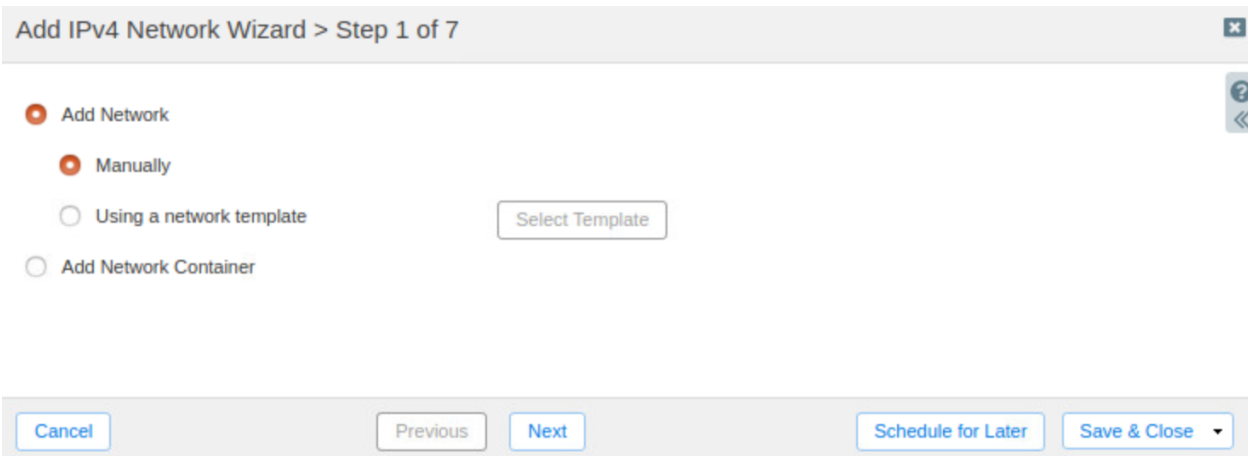 Add IPv4 Network Wizard > Step 1 of 7
Add Network
Manually
Using a network template
Select Template
Add Network Container
Cancel
Previous
Next
Schedule for Later
Save & Close